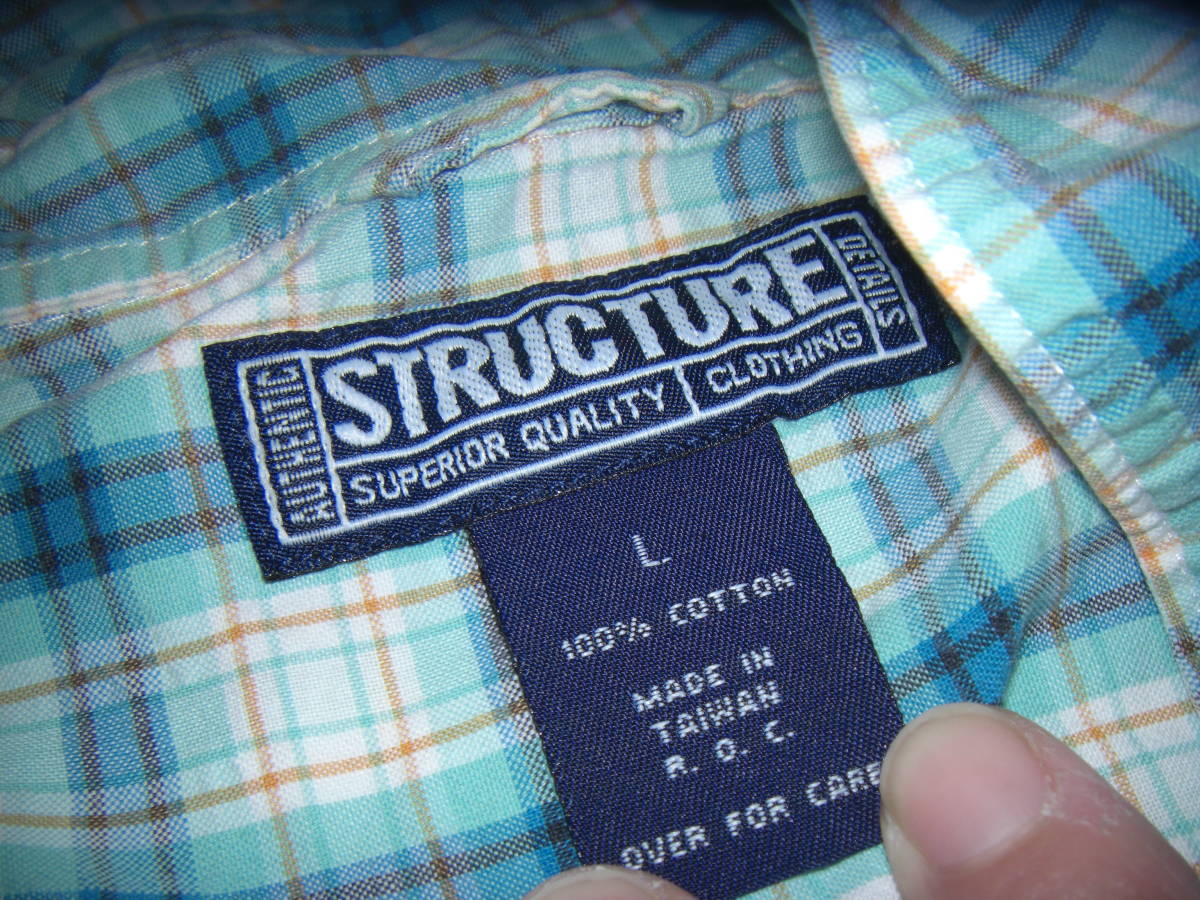 AUTHENTIC
STRUCTURE
DETAILS
SUPERIOR QUALITY
CLOTHING
L
100% COTTON
MADE IN
TAIWAN
R. O. C.
OVER FOR CARE